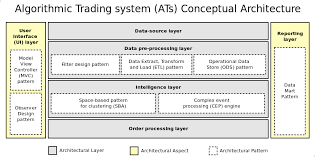 Algorithmic Trading system (ATs) Conceptual Architecture
User
Interface
(UI) layer
Model
View
Controller
(MVC)
pattern
Observer
Design
pattern
Data-source layer
Data pre-processing layer
Filter design pattern
Data Extract, Transform
and Load (ETL) pattern
Operational Data
Store (ODS) pattern
Intelligence layer
Space-based pattern
for clustering (SBA)
Complex event
processing (CEP) engine
Order processing layer
Reporting
layer
Data
Mart
Pattern
Architectural Layer
Architectural Aspect
Architectural Pattern